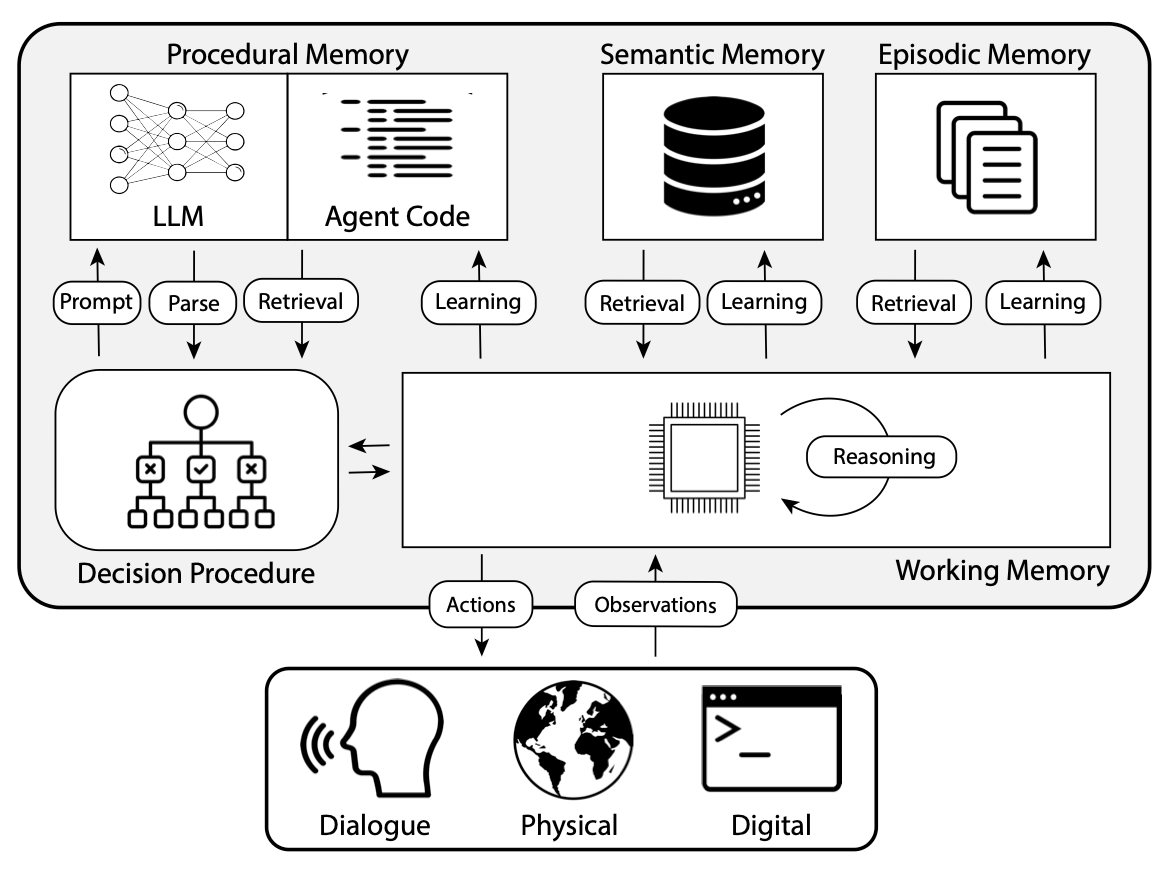 Procedural Memory
Semantic Memory
Episodic Memory
LLM
Agent Code
Prompt
Parse
Retrieval
Learning
Retrieval
Learning
Retrieval
Learning
Reasoning
Decision Procedure
Working Memory
Actions
Observations
>_
Dialogue
Physical
Digital